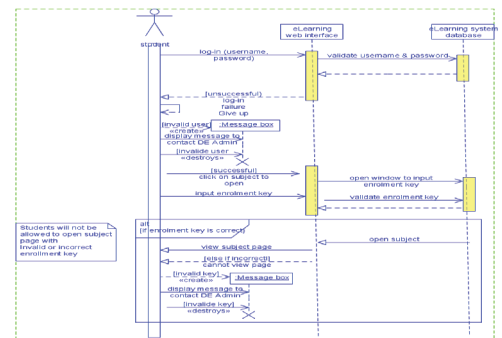 eLearning
web interface
eLearning system
database
student
log-in (username,
password)
validate username & password
[unsuccessful)
log-in
failure
Give up
[invalid user]
«create»
:Message box
display message to
contact DE Admin
[invalide user
«destroys»
[successful]
click on subject to
open
open window to input
enrolment key
input enrolment key
validate enrolment key
Students will not be
allowed to open subject
page with
Invalid or incorrect
enrollment key
alt
[if enrolment key is correct]
open subject
view subject page
[else if incorrect]
cannot view page
[invalid key]
«create»
:Message box
display message to
contact DE Admin
[invalide key]
«destroys»